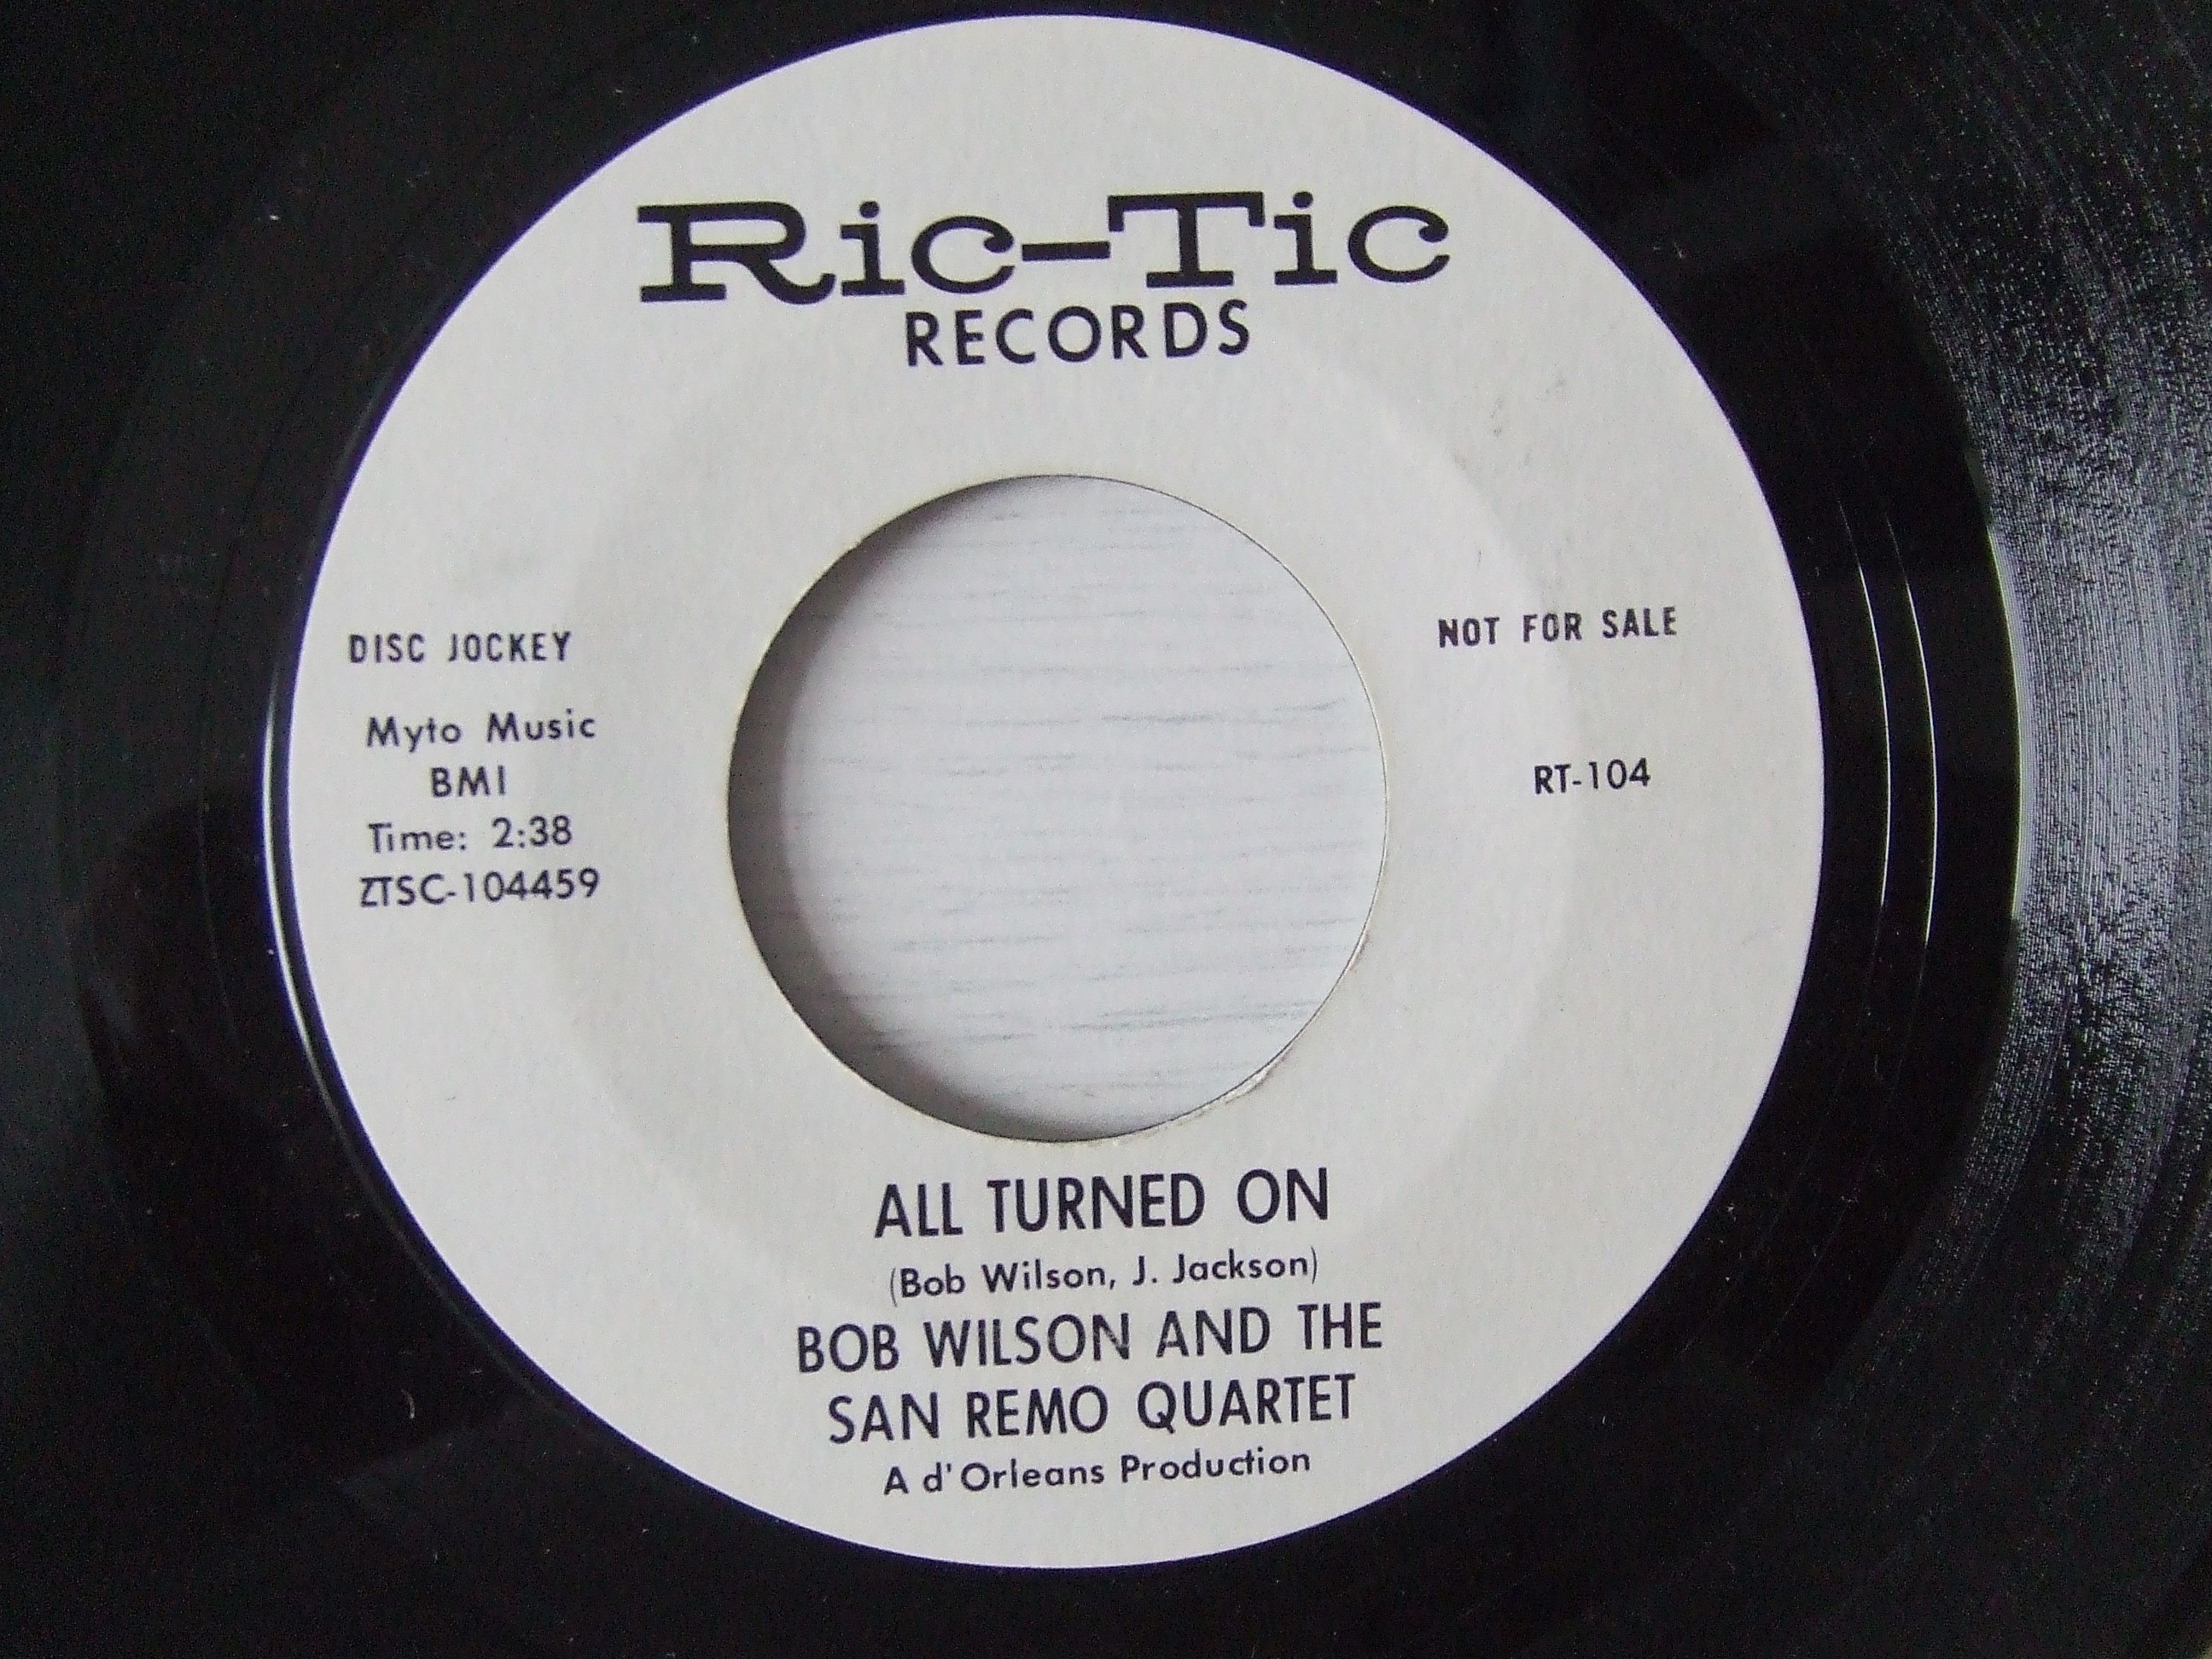 Ric-Tic
RECORDS
DISC JOCKEY
NOT FOR SALE
Myto Music
BMI
Time: 2:38
ZTSC-104459
RT-104
ALL TURNED ON
(Bob Wilson, J. Jackson)
BOB WILSON AND THE
SAN REMO QUARTET
A d'Orleans Production